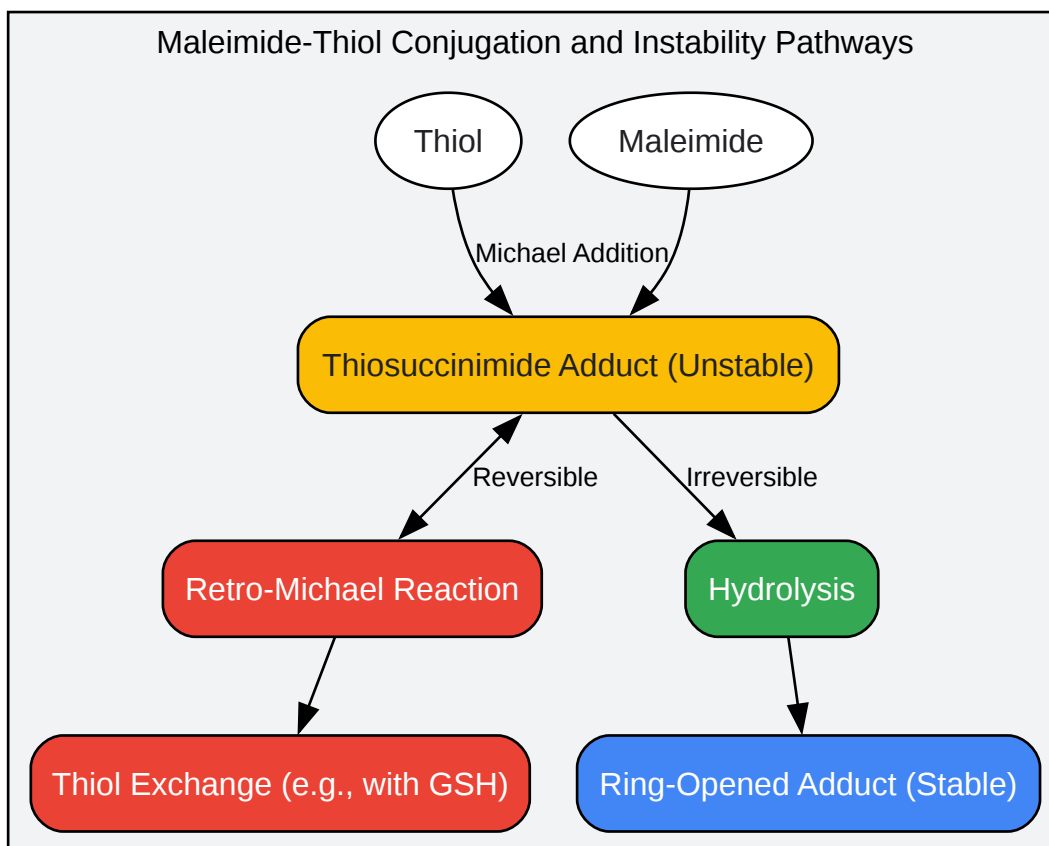 Maleimide-Thiol Conjugation and Instability Pathways
Thiol
Maleimide
Michael Addition
Thiosuccinimide Adduct (Unstable)
Reversible
Irreversible
Retro-Michael Reaction
Hydrolysis
Thiol Exchange (e.g., with GSH)
Ring-Opened Adduct (Stable)